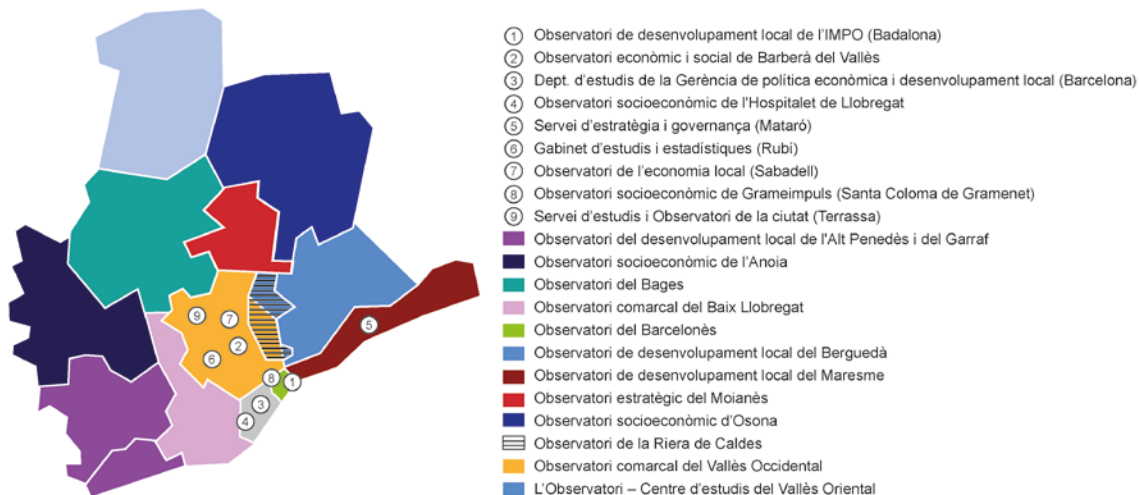 1 Observatori de desenvolupament local de l'IMPO (Badalona)
2 Observatori econòmic i social de Barberà del Vallès
3 Dept. d'estudis de la Gerència de política econòmica i desenvolupament local (Barcelona)
4 Observatori socioeconòmic de l'Hospitalet de Llobregat
5 Servei d'estratègia i governança (Mataró)
6 Gabinet d'estudis i estadístiques (Rubí)
7 Observatori de l'economia local (Sabadell)
8 Observatori socioeconòmic de Grameimpuls (Santa Coloma de Gramenet)
9 Servei d'estudis i Observatori de la ciutat (Terrassa)
Observatori del desenvolupament local de l'Alt Penedès i del Garraf
Observatori socioeconòmic de l'Anoia
Observatori del Bages
Observatori comarcal del Baix Llobregat
Observatori del Barcelonès
Observatori de desenvolupament local del Berguedà
Observatori de desenvolupament local del Maresme
Observatori estratègic del Moianès
Observatori socioeconòmic d'Osona
Observatori de la Riera de Caldes
Observatori comarcal del Vallès Occidental
L'Observatori – Centre d'estudis del Vallès Oriental
9
7
5
2
6
8
1
3
4